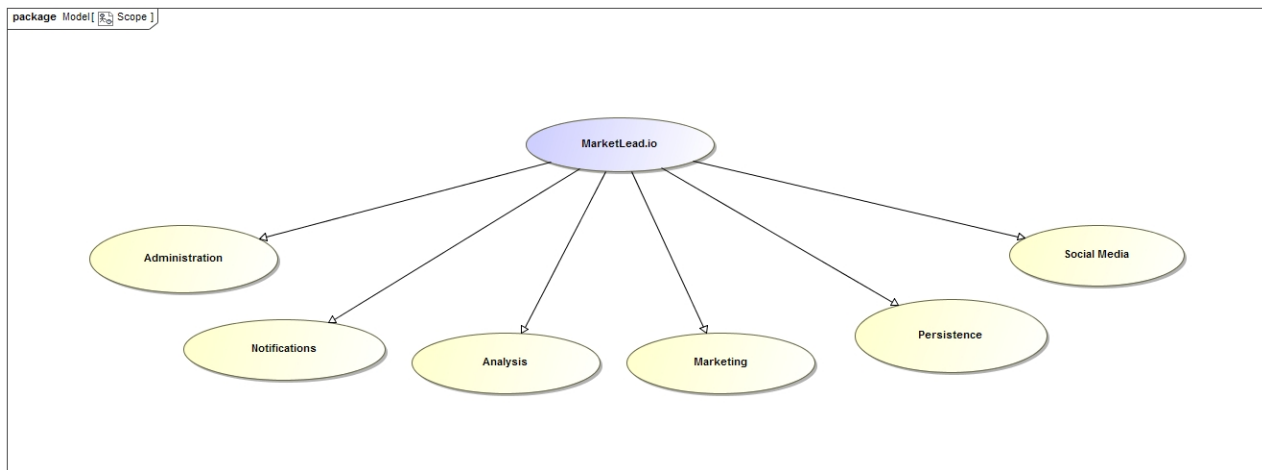 package Model[ Scope ]
MarketLead.io
Administration
Social Media
Notifications
Analysis
Marketing
Persistence